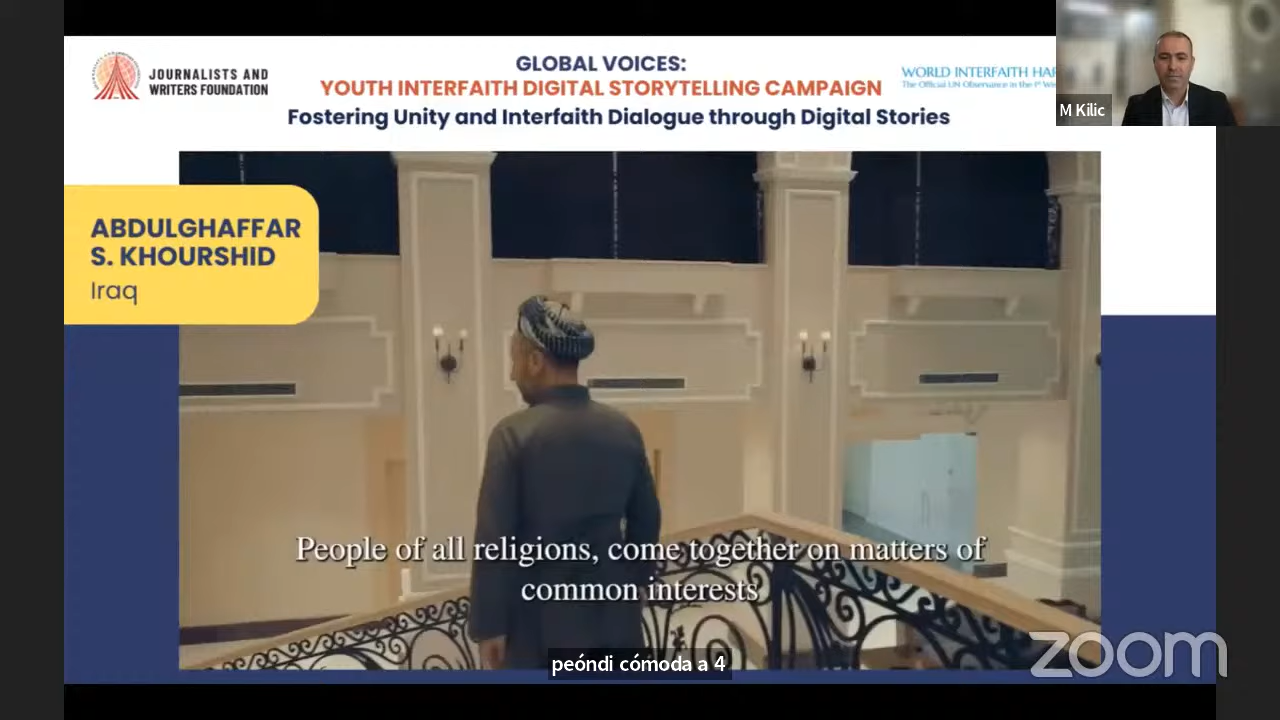 JOURNALISTS AND
WRITERS FOUNDATION
GLOBAL VOICES:
YOUTH INTERFAITH DIGITAL STORYTELLING CAMPAIGN
Fostering Unity and Interfaith Dialogue through Digital Stories
WORLD INTERFAITH HAR
The Official UN Observance in the 1st We
M Kilic
ABDULGHAFFAR
S. KHOURSHID
Iraq
People of all religions, come together on matters of
common interests
peóndi cómoda a 4
zoom